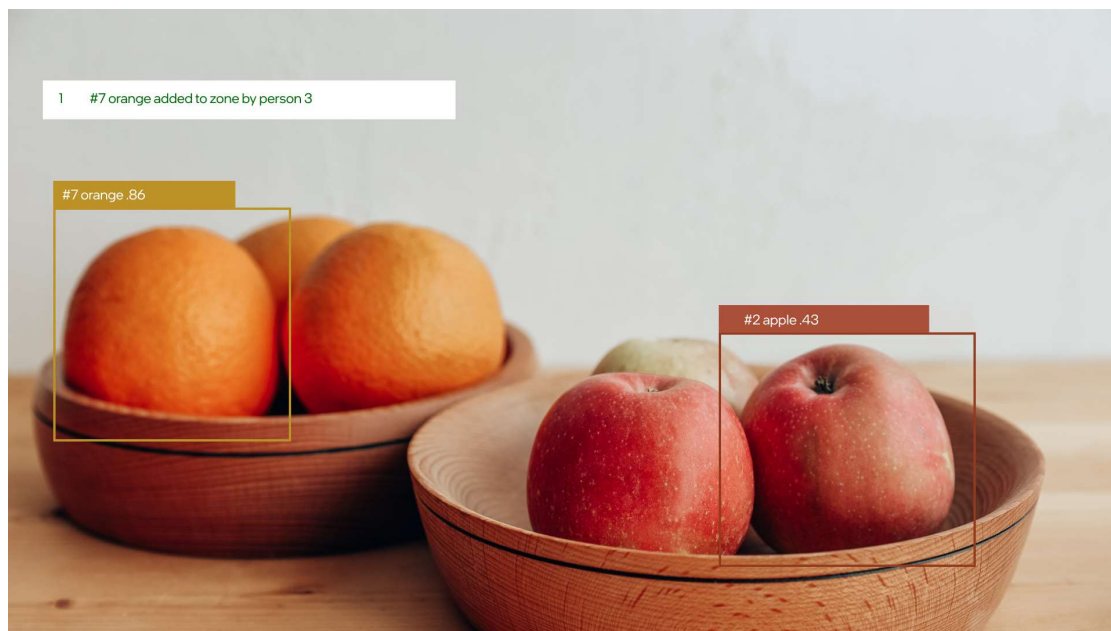 1 #7 orange added to zone by person 3
#7 orange .86
#2 apple .43